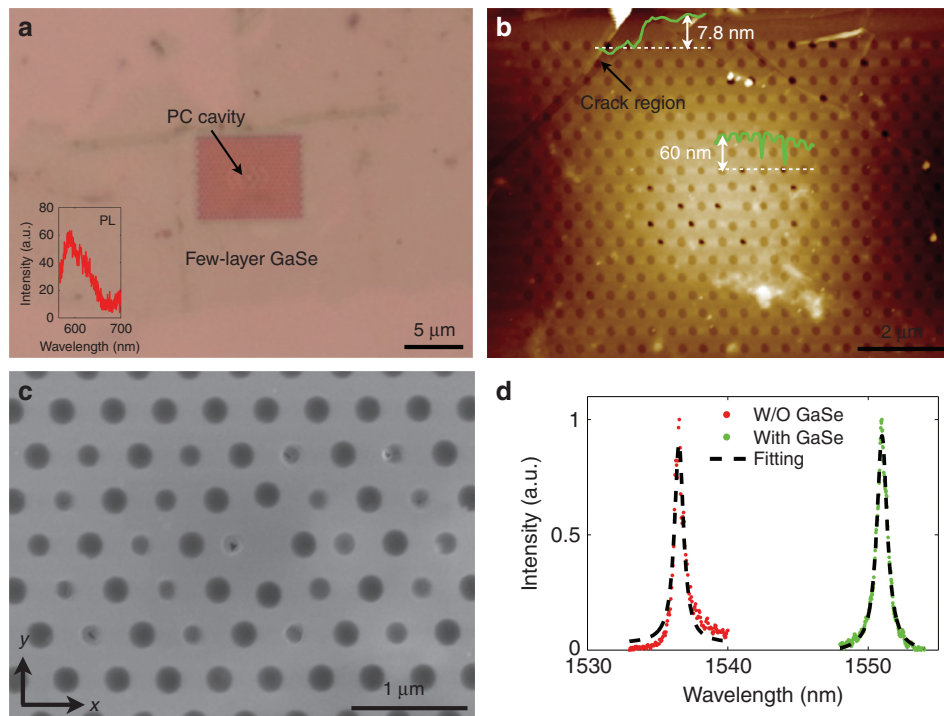 a
PC cavity
Few-layer GaSe
80
60
40
20
0
PL
Intensity (a.u.)
600
700
Wavelength (nm)
5 μm
b
7.8 nm
Crack region
60 nm
2 μm
c
y
x
1 μm
d
1
0.5
0
Intensity (a.u.)
W/O GaSe
With GaSe
Fitting
1530
1540
1550
Wavelength (nm)